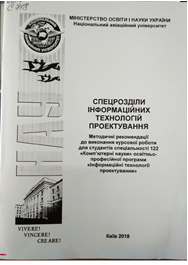 МІНІСТЕРСТВО ОСВІТИ І НАУКИ УКРАЇНИ
Національний авіаційний університет
НАУ
СПЕЦРОЗДІЛИ
ІНФОРМАЦІЙНИХ
ТЕХНОЛОГІЙ
ПРОЕКТУВАННЯ
Методичні рекомендації
до виконання курсової роботи
для студентів спеціальності 122
«Комп'ютерні науки» освітньо-
професійної програми
«Інформаційні технології
проектування»
VIVERE!
VINCERE!
CREARE!
Київ 2018